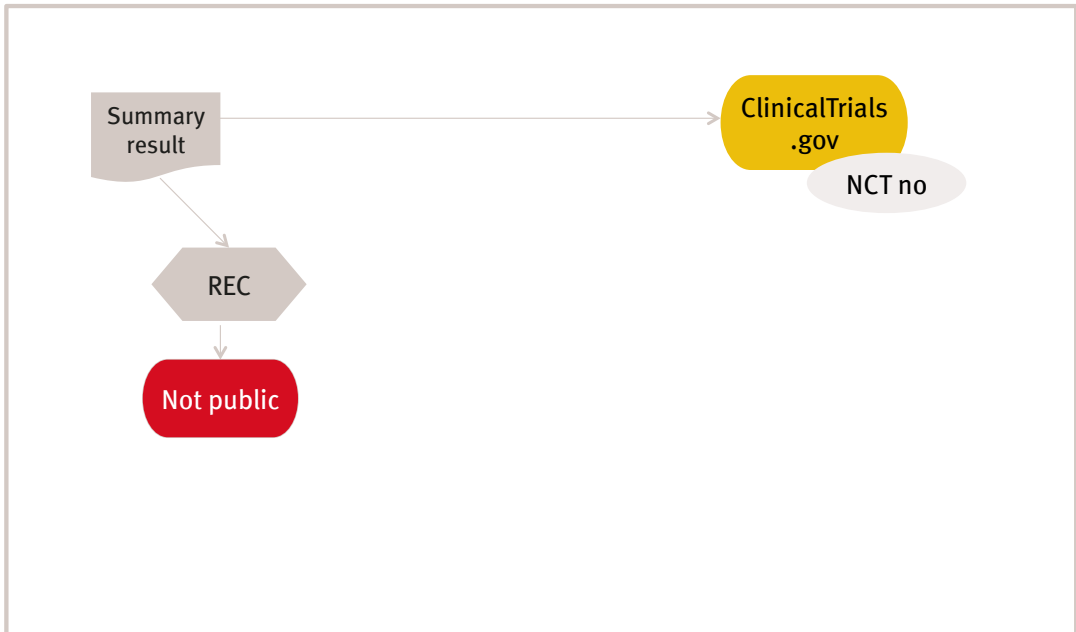 Summary
result
ClinicalTrials
.gov
NCT no
REC
Not public